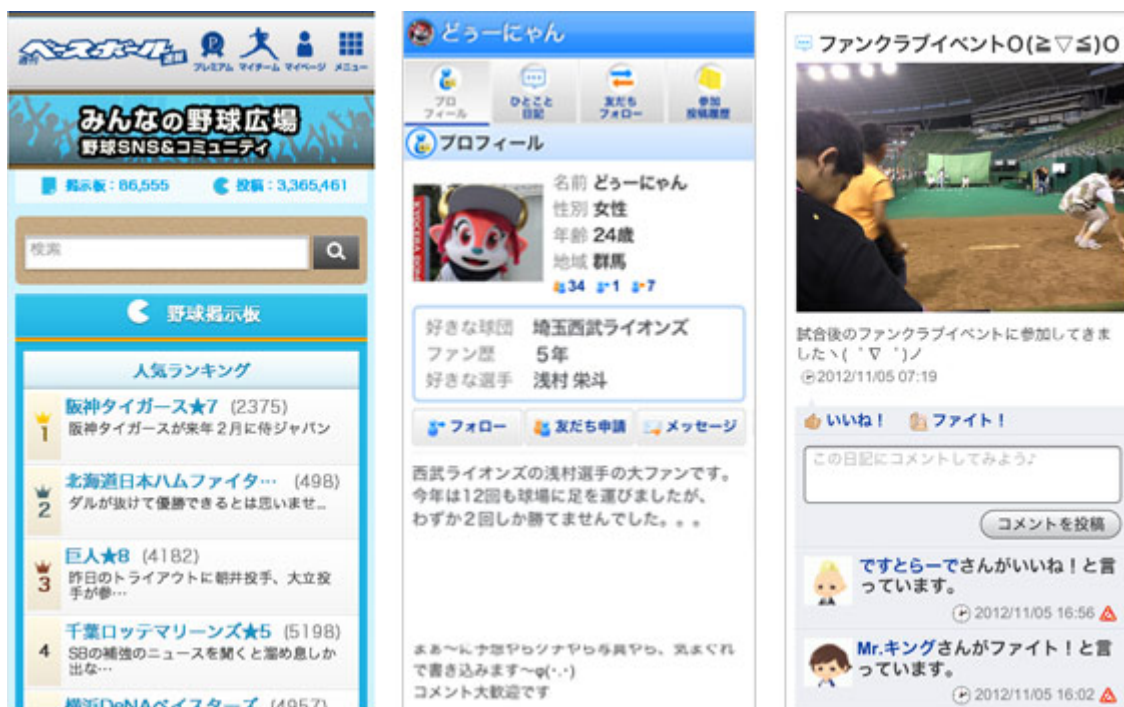 週刊
ベースボール
プレミアム マイチーム マイページ メニュー
みんなの野球広場
野球SNS&コミュニティ
掲示板:86,555 投稿:3,365,461
検索
野球掲示板
人気ランキング
1
阪神タイガース★7 (2375)
阪神タイガースが来年2月に侍ジャパン
2
北海道日本ハムファイタ… (498)
ダルが抜けて優勝できるとは思いませ…
3
巨人★8 (4182)
昨日のトライアウトに朝井投手、大立投
手が参…
4
千葉ロッテマリーンズ★5 (5198)
SBの補強のニュースを聞くと溜め息しか
出な…
横浜DeNAベイスターズ (4957)
どぅーにゃん
プロ
フィール
ひとこと
日記
友だち
フォロー
参加
投稿履歴
プロフィール
名前 どぅーにゃん
性別 女性
年齢 24歳
地域 群馬
34 1 7
好きな球団 埼玉西武ライオンズ
ファン歴 5年
好きな選手 浅村 栄斗
フォロー 友だち申請 メッセージ
西武ライオンズの浅村選手の大ファンです。
今年は12回も球場に足を運びましたが、
わずか2回しか勝てませんでした。。。
で書き込みます〜φ(・.・)
コメント大歓迎です
ファンクラブイベントO(≧▽≦)O
試合後のファンクラブイベントに参加してきま
したヽ(゜∇゜)ノ
2012/11/05 07:19
いいね! ファイト!
この日記にコメントしてみよう♪
コメントを投稿
ですとらーでさんがいいね!と言
っています。
2012/11/05 16:56
Mr.キングさんがファイト!と言
っています。
2012/11/05 16:02